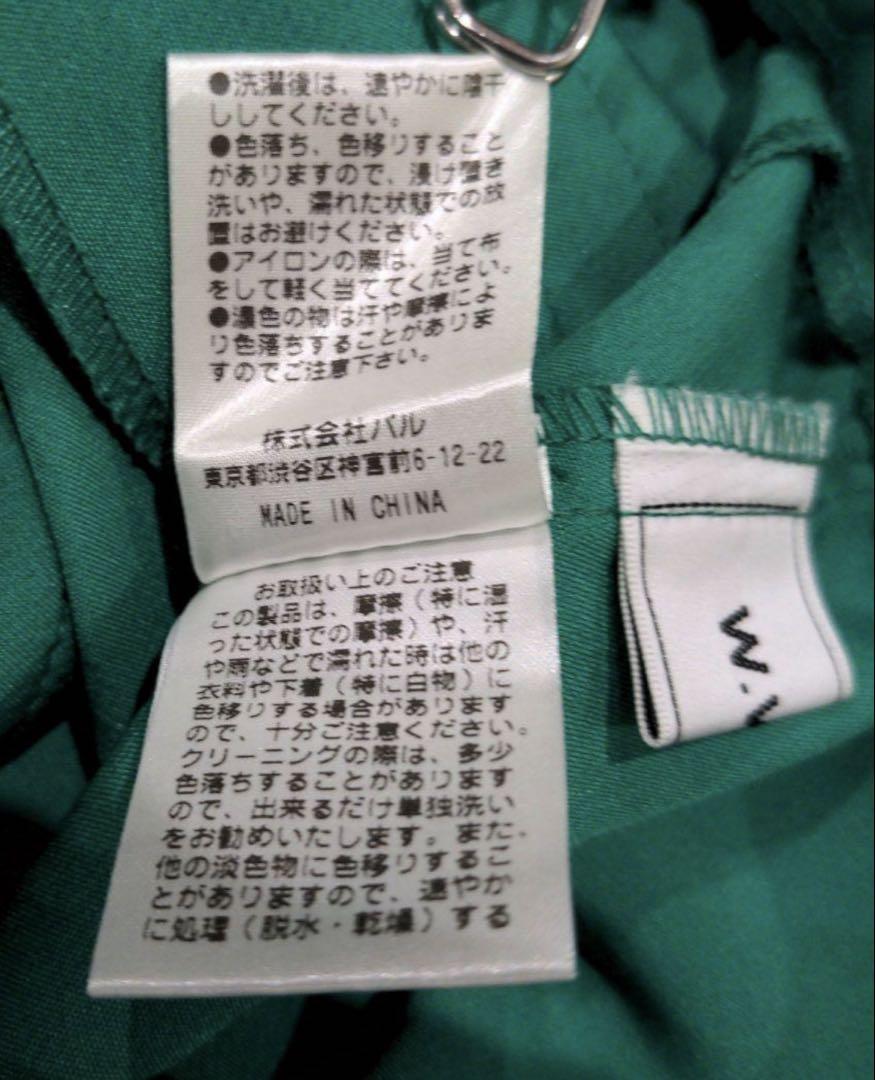 ●洗濯後は、速やかに陰干
ししてください。
●色落ち、色移りすること
がありますので、浸け置き
洗いや、濡れた状態での放
置はお避けください。
●アイロンの際は、当て布
をして軽く当ててください。
●濃色の物は汗や摩擦によ
り色落ちすることがありま
すのでご注意下さい。
株式会社パル
東京都渋谷区神宮前6-12-22
MADE IN CHINA
お取扱い上のご注意
この製品は、摩擦(特に湿
った状態での摩擦)や、汗
や雨などで濡れた時は他の
衣料や下着(特に白物)に
色移りする場合があります
ので、十分ご注意ください。
クリーニングの際は、多少
色落ちすることがあります
ので、出来るだけ単独洗い
をお勧めいたします。また、
他の淡色物に色移りするこ
とがありますので、速やか
に処理(脱水・乾燥)する
W.